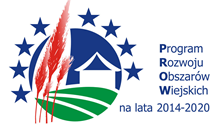 Program
Rozwoju
Obszarów
Wiejskich
na lata 2014-2020